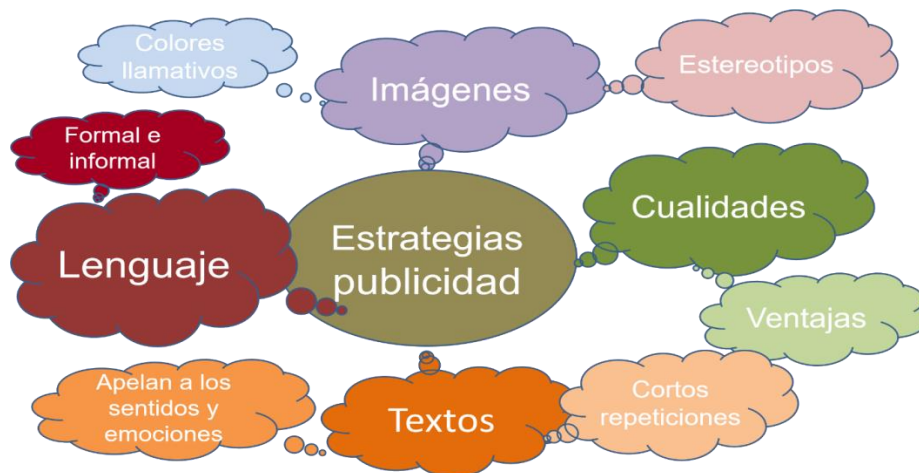 Colores
llamativos
Imágenes
Estereotipos
Formal e
informal
Cualidades
Lenguaje
Estrategias
publicidad
Ventajas
Apelan a los
sentidos y
emociones
Textos
Cortos
repeticiones